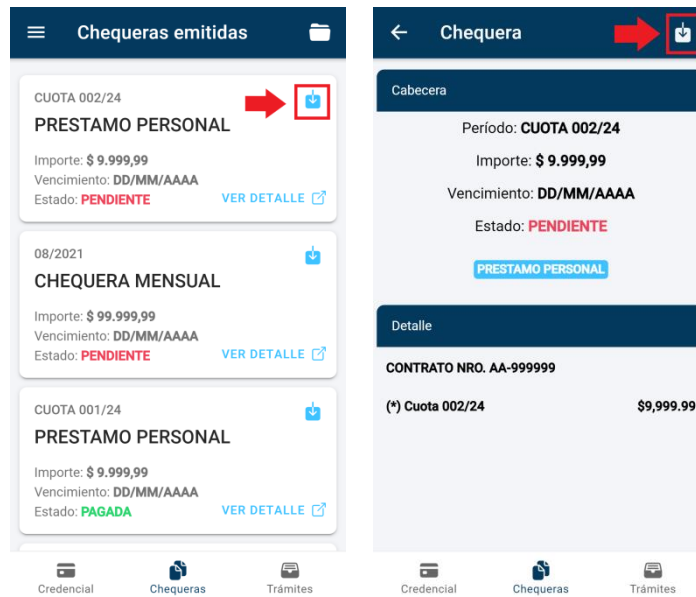 Chequeras emitidas
CUOTA 002/24
PRESTAMO PERSONAL
Importe: $ 9.999,99
Vencimiento: DD/MM/AAAA
Estado: PENDIENTE
VER DETALLE
08/2021
CHEQUERA MENSUAL
Importe: $ 99.999,99
Vencimiento: DD/MM/AAAA
Estado: PENDIENTE
VER DETALLE
CUOTA 001/24
PRESTAMO PERSONAL
Importe: $ 9.999,99
Vencimiento: DD/MM/AAAA
Estado: PAGADA
VER DETALLE
Credencial
Chequeras
Trámites
Chequera
Cabecera
Período: CUOTA 002/24
Importe: $ 9.999,99
Vencimiento: DD/MM/AAAA
Estado: PENDIENTE
PRESTAMO PERSONAL
Detalle
CONTRATO NRO. AA-999999
(*) Cuota 002/24 $9,999.99
Credencial
Chequeras
Trámites